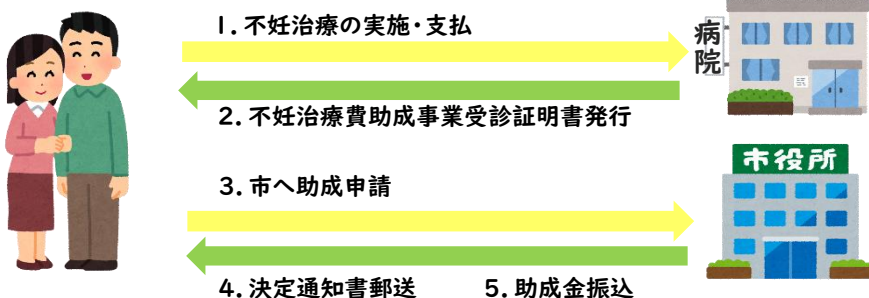 1.不妊治療の実施・支払
病院
2.不妊治療費助成事業受診証明書発行
市役所
3.市へ助成申請
4.決定通知書郵送　5.助成金振込